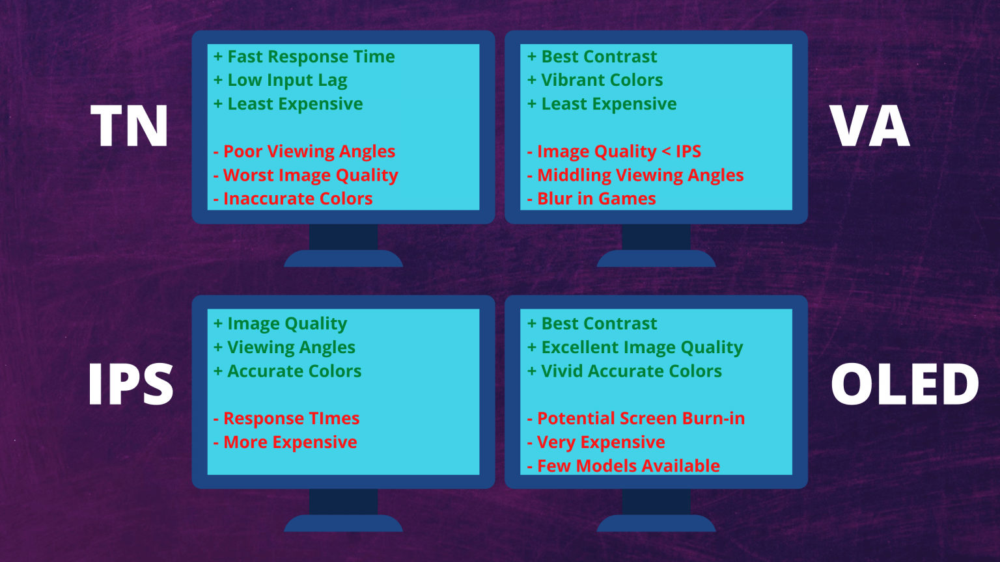 TN
+ Fast Response Time
+ Low Input Lag
+ Least Expensive
- Poor Viewing Angles
- Worst Image Quality
- Inaccurate Colors
VA
+ Best Contrast
+ Vibrant Colors
+ Least Expensive
- Image Quality < IPS
- Middling Viewing Angles
- Blur in Games
IPS
+ Image Quality
+ Viewing Angles
+ Accurate Colors
- Response TImes
- More Expensive
OLED
+ Best Contrast
+ Excellent Image Quality
+ Vivid Accurate Colors
- Potential Screen Burn-in
- Very Expensive
- Few Models Available